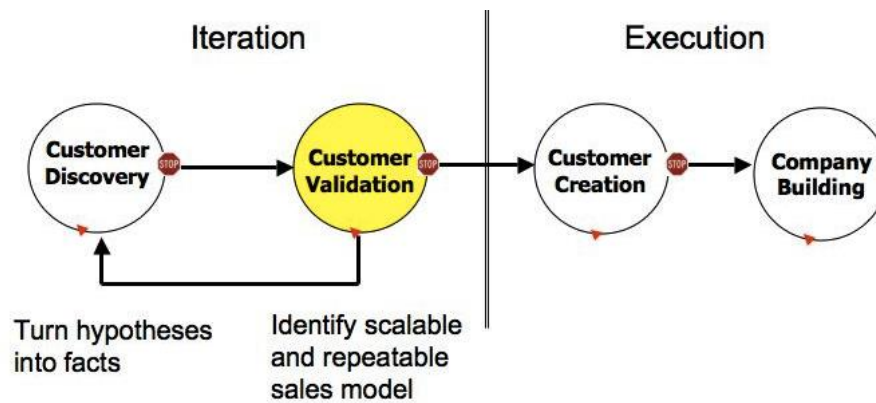 Iteration
Execution
Customer
Discovery
STOP
Customer
Validation
STOP
Customer
Creation
STOP
Company
Building
Turn hypotheses
into facts
Identify scalable
and repeatable
sales model